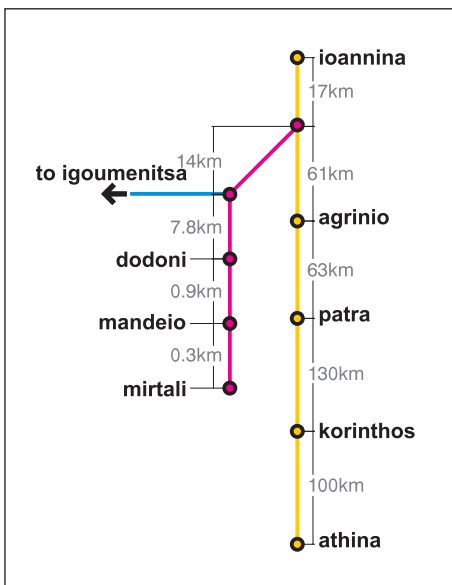 ioannina
17km
14km
to igoumenitsa
61km
agrinio
7.8km
dodoni
63km
0.9km
patra
mandeio
0.3km
130km
mirtali
korinthos
100km
athina